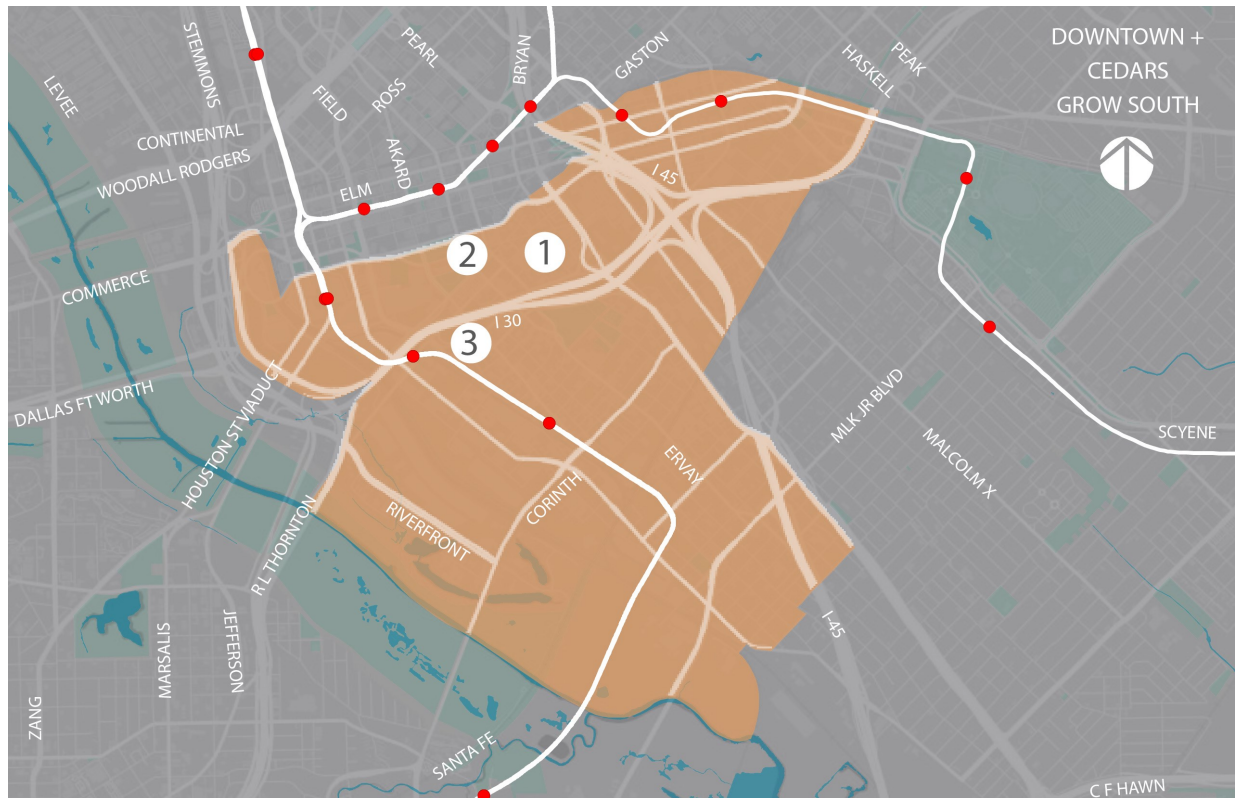 DOWNTOWN +
CEDARS
GROW SOUTH
LEVEE
STEMMONS
FIELD
ROSS
PEARL
BRYAN
GASTON
HASKELL
PEAK
CONTINENTAL
WOODALL RODGERS
ELM
AKARD
I 45
COMMERCE
2
1
I 30
3
DALLAS FT WORTH
HOUSTON ST VIADUCT
MLK JR BLVD
MALCOLM X
SCYENE
ERVAY
CORINTH
RIVERFRONT
R L THORNTON
I-45
ZANG
MARSALIS
JEFFERSON
SANTA FE
C F HAWN